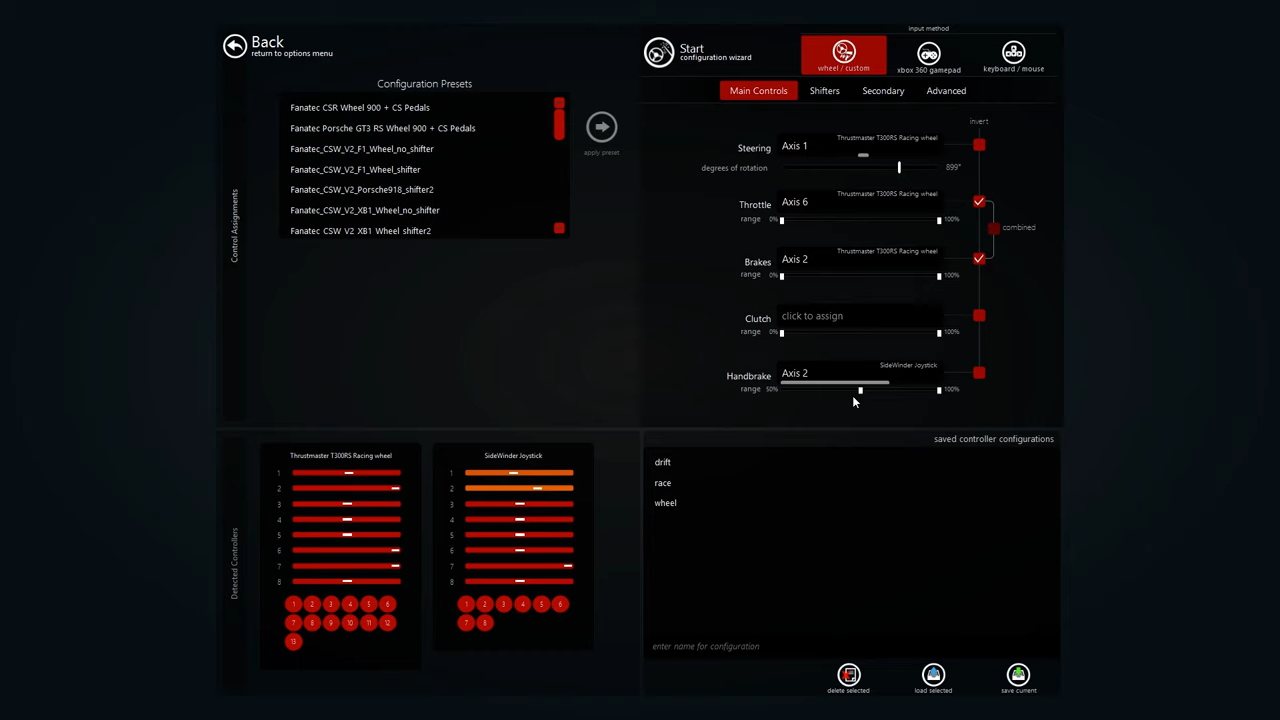 Back
return to options menu
Configuration Presets
Fanatec CSR Wheel 900 + CS Pedals
Fanatec Porsche GT3 RS Wheel 900 + CS Pedals
Fanatec_CSW_V2_F1_Wheel_no_shifter
Fanatec_CSW_V2_F1_Wheel_shifter
Fanatec_CSW_V2_Porsche918_shifter2
Fanatec_CSW_V2_XB1_Wheel_no_shifter
Fanatec CSW V2 XB1 Wheel shifter2
apply preset
Control Assignments
input method
Start
configuration wizard
wheel / custom
xbox 360 gamepad
keyboard / mouse
Main Controls
Shifters
Secondary
Advanced
invert
Steering
Axis 1
Thrustmaster T300RS Racing wheel
degrees of rotation
899°
Throttle
Axis 6
Thrustmaster T300RS Racing wheel
range 0%
100%
combined
Brakes
Axis 2
Thrustmaster T300RS Racing wheel
range 0%
100%
Clutch
click to assign
range 0%
100%
Handbrake
Axis 2
SideWinder Joystick
range 50%
100%
Detected Controllers
Thrustmaster T300RS Racing wheel
1
2
3
4
5
6
7
8
1 2 3 4 5 6
7 8 9 10 11 12
13
SideWinder Joystick
1
2
3
4
5
6
7
8
1 2 3 4 5 6
7 8
saved controller configurations
drift
race
wheel
enter name for configuration
delete selected
load selected
save current